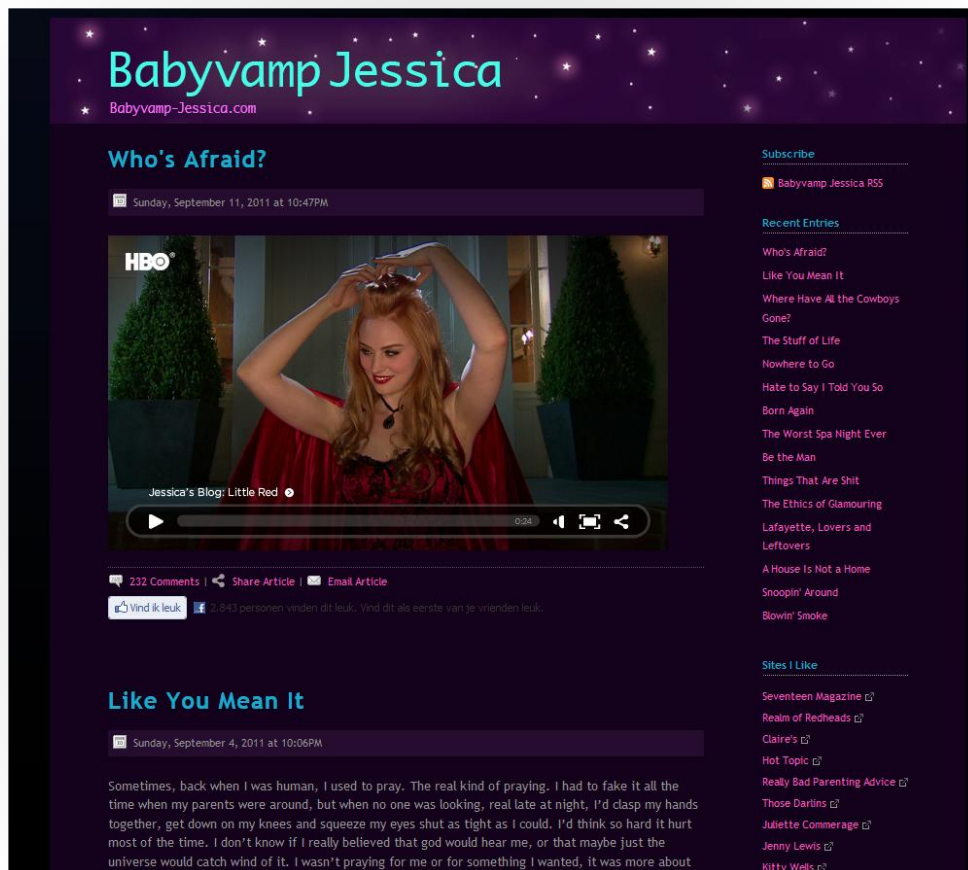 Babyvamp Jessica
Babyvamp-Jessica.com
Who's Afraid?
Sunday, September 11, 2011 at 10:47PM
HBO®
Jessica's Blog: Little Red
0:24
232 Comments | Share Article | Email Article
Vind ik leuk 2.843 personen vinden dit leuk. Vind dit als eerste van je vrienden leuk.
Like You Mean It
Sunday, September 4, 2011 at 10:06PM
Sometimes, back when I was human, I used to pray. The real kind of praying. I had to fake it all the
time when my parents were around, but when no one was looking, real late at night, I'd clasp my hands
together, get down on my knees and squeeze my eyes shut as tight as I could. I'd think so hard it hurt
most of the time. I don't know if I really believed that god would hear me, or that maybe just the
universe would catch wind of it. I wasn't praying for me or for something I wanted, it was more about
Subscribe
Babyvamp Jessica RSS
Recent Entries
Who's Afraid?
Like You Mean It
Where Have All the Cowboys
Gone?
The Stuff of Life
Nowhere to Go
Hate to Say I Told You So
Born Again
The Worst Spa Night Ever
Be the Man
Things That Are Shit
The Ethics of Glamouring
Lafayette, Lovers and
Leftovers
A House Is Not a Home
Snoopin' Around
Blowin' Smoke
Sites I Like
Seventeen Magazine
Realm of Redheads
Claire's
Hot Topic
Really Bad Parenting Advice
Those Darlins
Juliette Commerage
Jenny Lewis
Kitty Wells